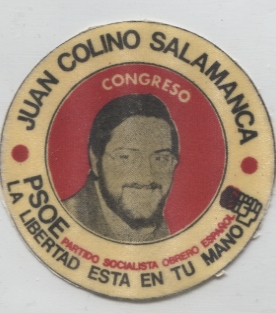 JUAN COLINO SALAMANCA
CONGRESO
PSOE
PARTIDO SOCIALISTA OBRERO ESPAÑOL
LA LIBERTAD ESTA EN TU MANO